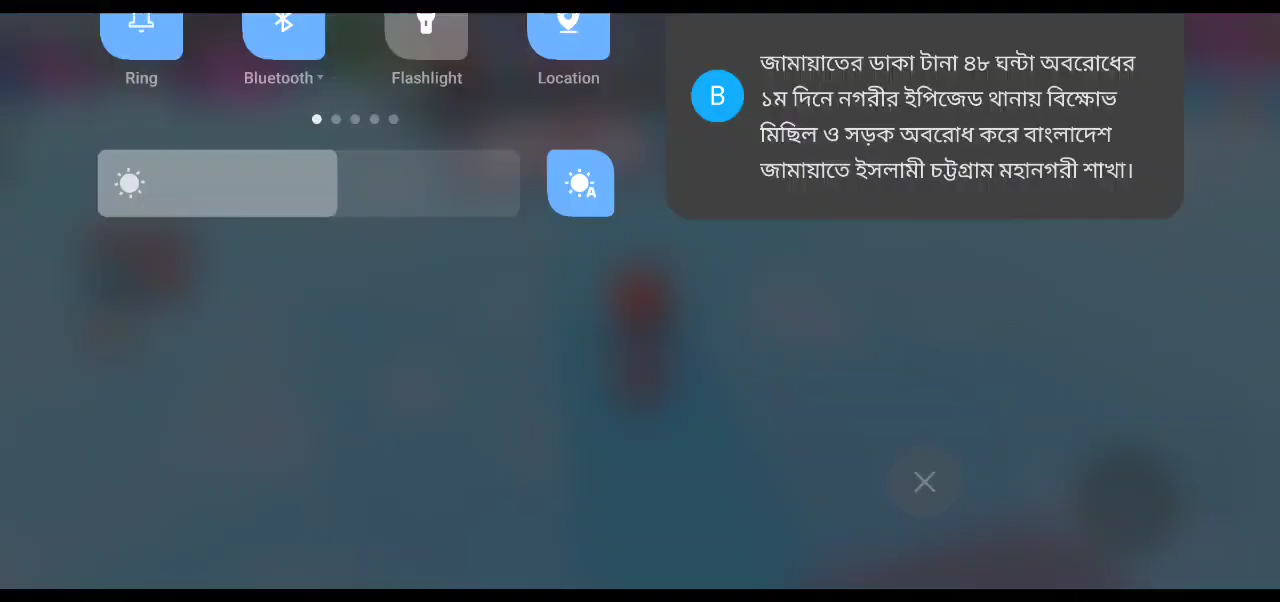 Ring
Bluetooth
Flashlight
Location
A
B
জামায়াতের ডাকা টানা ৪৮ ঘন্টা অবরোধের
১ম দিনে নগরীর ইপিজেড থানায় বিক্ষোভ
মিছিল ও সড়ক অবরোধ করে বাংলাদেশ
জামায়াতে ইসলামী চট্টগ্রাম মহানগরী শাখা।